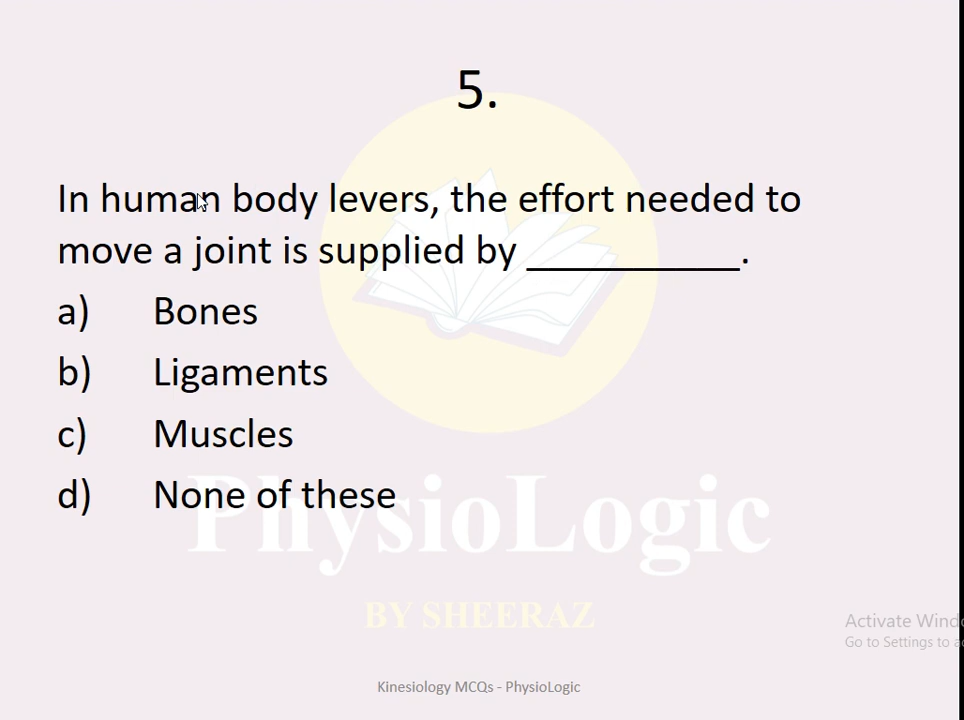 5.
In human body levers, the effort needed to
move a joint is supplied by __________.
a) Bones
b) Ligaments
c) Muscles
d) None of these
PhysioLogic
BY SHEERAZ
Activate Windo
Go to Settings to a
Kinesiology MCQs - PhysioLogic